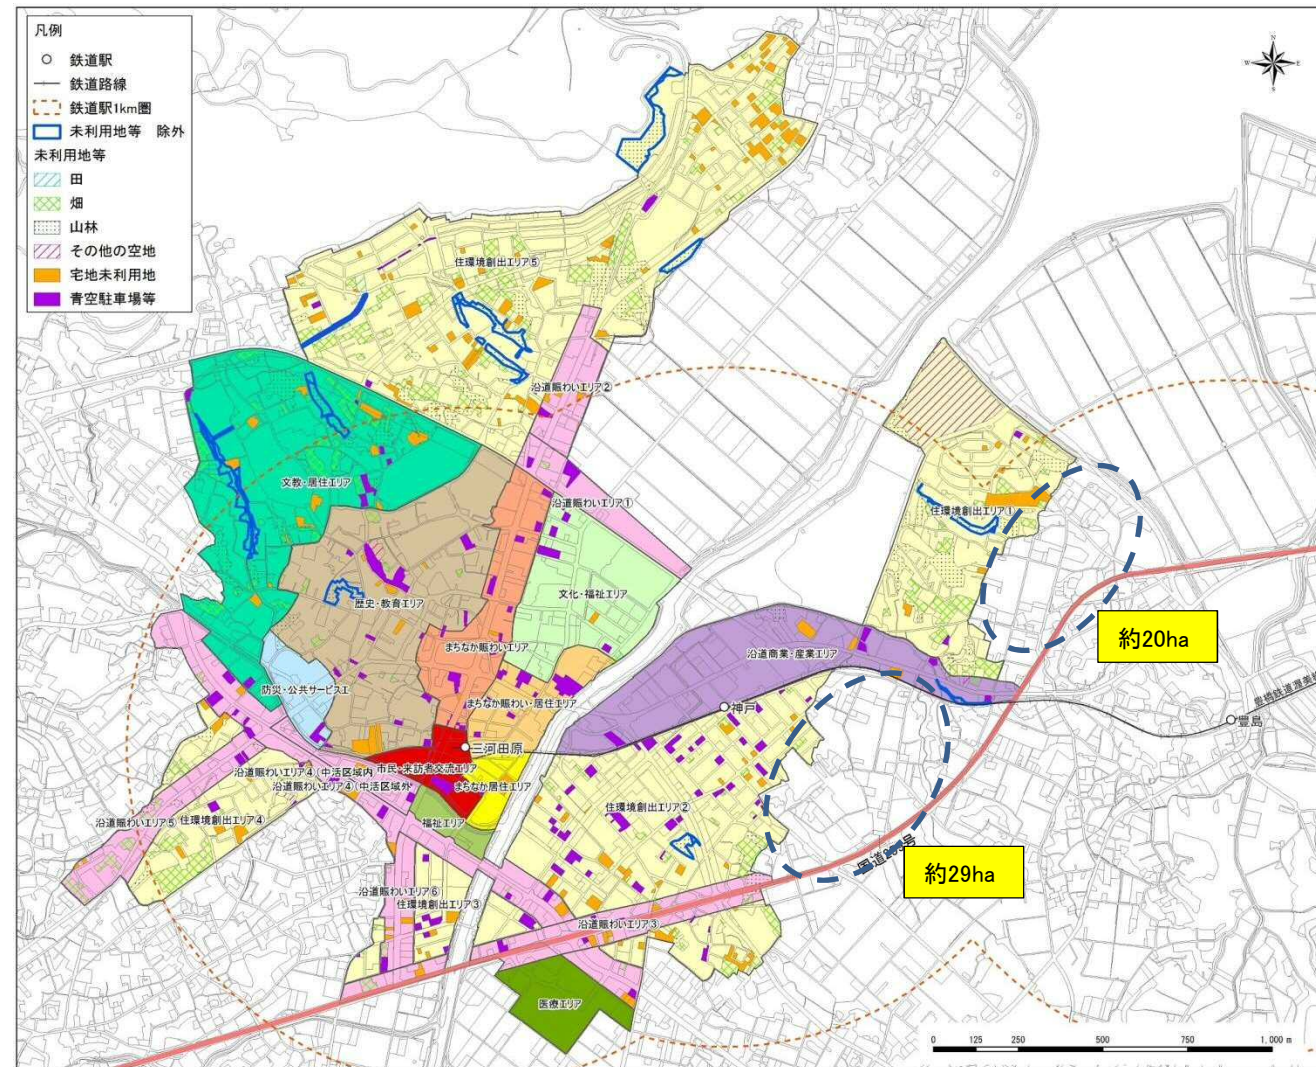 凡例
鉄道駅
鉄道路線
鉄道駅1km圏
未利用地等 除外
未利用地等
田
畑
山林
その他の空地
宅地未利用地
青空駐車場等
N
W
E
S
住環境創出エリア⑤
沿道賑わいエリア②
文教・居住エリア
沿道賑わいエリア①
住環境創出エリア①
歴史・教育エリア
文化・福祉エリア
約20ha
まちなか賑わいエリア
沿道商業・産業エリア
防災・公共サービスエ
まちなか賑わい・居住エリア
神戸
豊島
三河田原
沿道賑わいエリア4(中活区域内
市民・来訪者交流エリア
沿道賑わいエリア4(中活区域外
まちなか居住エリア
住環境創出エリア②
沿道賑わいエリア5
住環境創出エリア4
福祉エリア
国道259号
約29ha
沿道賑わいエリア6
住環境創出エリア3
沿道賑わいエリア3
医療エリア
0 125 250 500 750 1,000 m